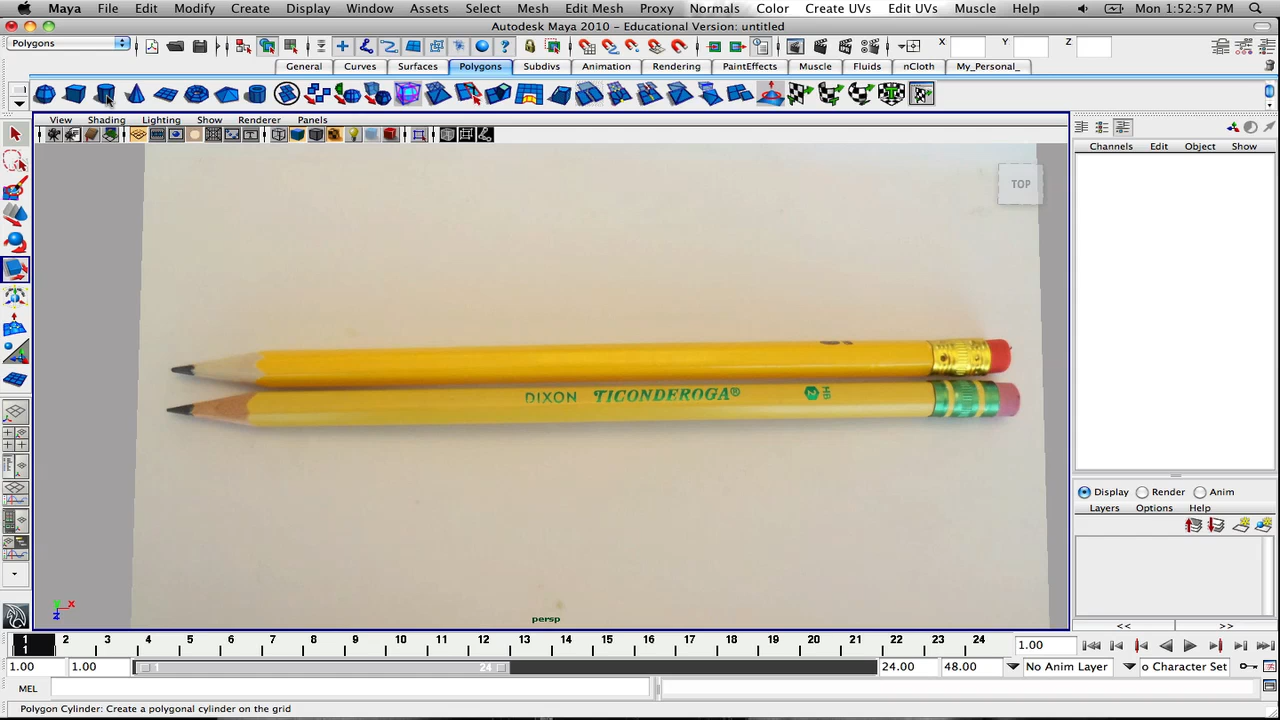 Maya File Edit Modify Create Display Window Assets Select Mesh Edit Mesh Proxy Normals Color Create UVs Edit UVs Muscle Help Mon 1:52:57 PM
Autodesk Maya 2010 - Educational Version: untitled
Polygons X Y Z
General Curves Surfaces Polygons Subdivs Animation Rendering PaintEffects Muscle Fluids nCloth My_Personal_
View Shading Lighting Show Renderer Panels
Channels Edit Object Show
TOP
DIXON TICONDEROGA® 2 HB
Display Render Anim
Layers Options Help
persp
<< >>
1 2 3 4 5 6 7 8 9 10 11 12 13 14 15 16 17 18 19 20 21 22 23 24 1.00
1
1.00 1.00 1 24 24.00 48.00 No Anim Layer o Character Set
MEL
Polygon Cylinder: Create a polygonal cylinder on the grid